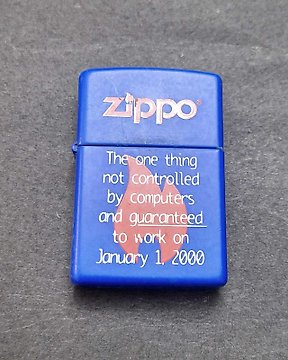 zippo®
The one thing
not controlled
by computers
and guaranteed
to work on
January 1, 2000